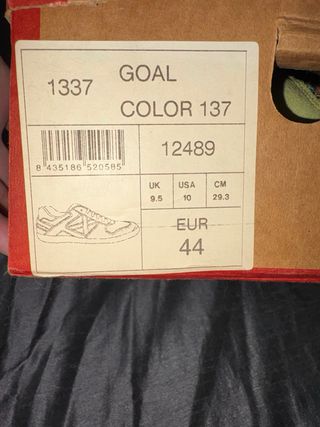 1337 GOAL
COLOR 137
8 435186 520585
12489
UK USA CM
9.5 10 29.3
EUR
44